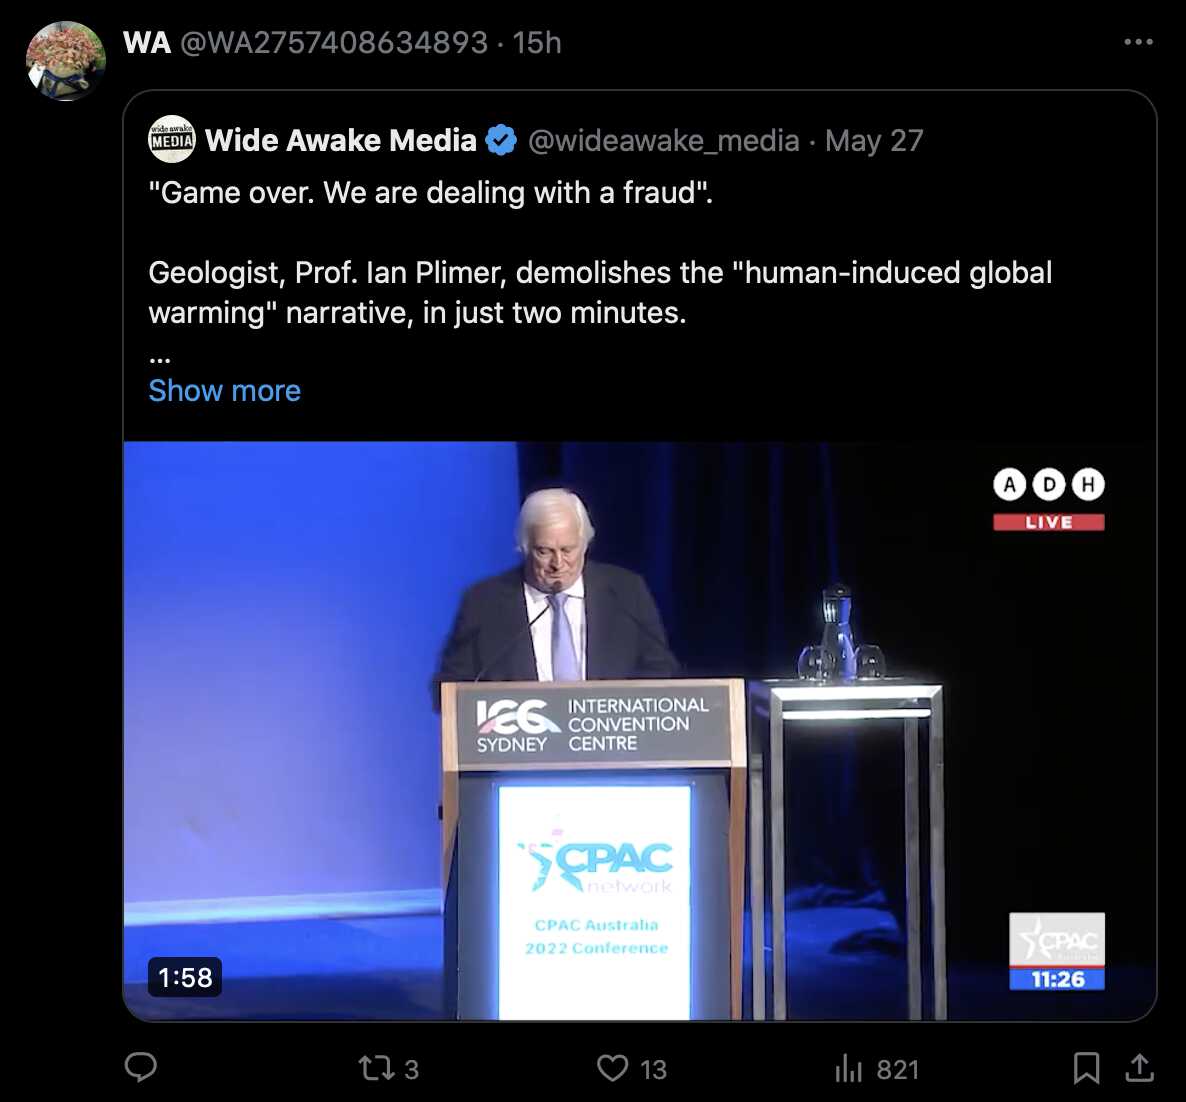 WA @WA2757408634893 · 15h
wide awake
MEDIA
Wide Awake Media @wideawake_media · May 27
"Game over. We are dealing with a fraud".
Geologist, Prof. Ian Plimer, demolishes the "human-induced global
warming" narrative, in just two minutes.
...
Show more
A D H
LIVE
ICC
SYDNEY
INTERNATIONAL
CONVENTION
CENTRE
CPAC
network
CPAC Australia
2022 Conference
CPAC
11:26
1:58
3
13
821